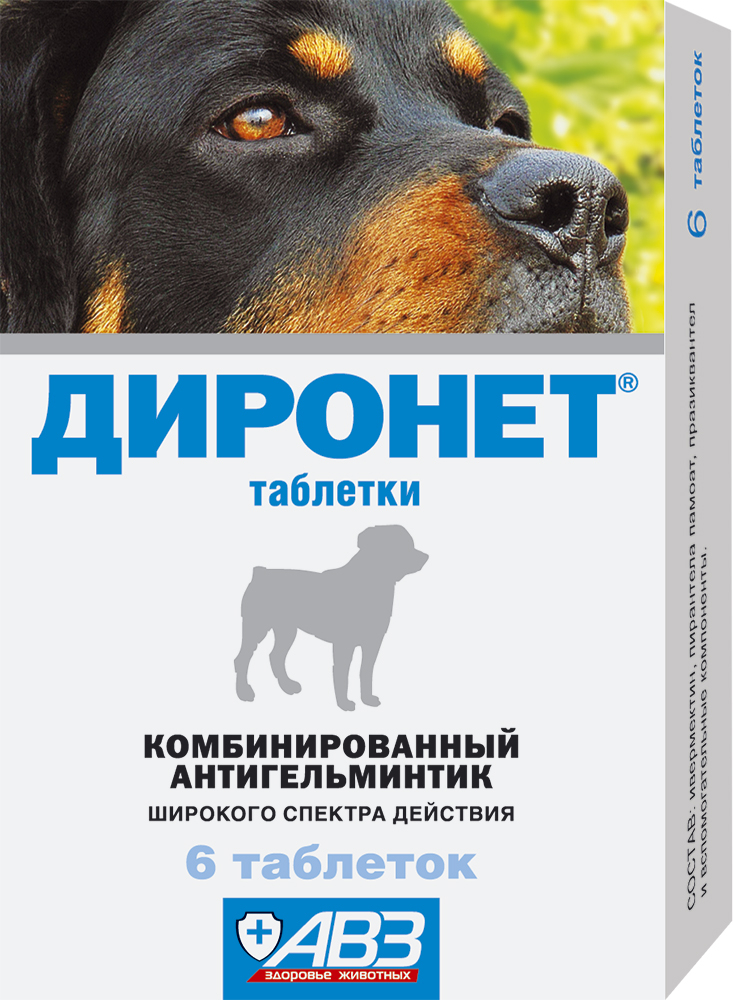 ДИРОНЕТ®
таблетки
КОМБИНИРОВАННЫЙ
АНТИГЕЛЬМИНТИК
ШИРОКОГО СПЕКТРА ДЕЙСТВИЯ
6 таблеток
АВЗ
ЗДОРОВЬЕ ЖИВОТНЫХ
6 таблеток
СОСТАВ: ивермектин, пирантела памоат, празиквантел
и вспомогательные компоненты.